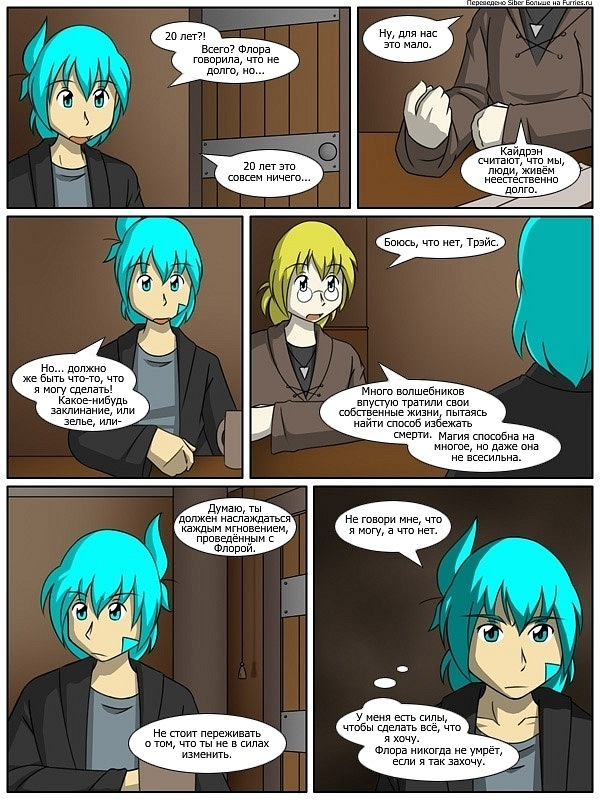 Переведено Siber Больше на Furries.ru
20 лет?!
Всего? Флора
говорила, что не
долго, но...
20 лет это
совсем ничего...
Ну, для нас
это мало.
Кайдрэн
считают, что мы,
люди, живём
неестественно
долго.
Но... должно
же быть что-то, что
я могу сделать!
Какое-нибудь
заклинание, или
зелье, или-
Боюсь, что нет, Трэйс.
Много волшебников
впустую тратили свои
собственные жизни, пытаясь
найти способ избежать
смерти.
Магия способна на
многое, но даже она
не всесильна.
Думаю, ты
должен наслаждаться
каждым мгновением,
проведённым с
Флорой.
Не стоит переживать
о том, что ты не в силах
изменить.
Не говори мне, что
я могу, а что нет.
У меня есть силы,
чтобы сделать всё, что
я хочу.
Флора никогда не умрёт,
если я так захочу.